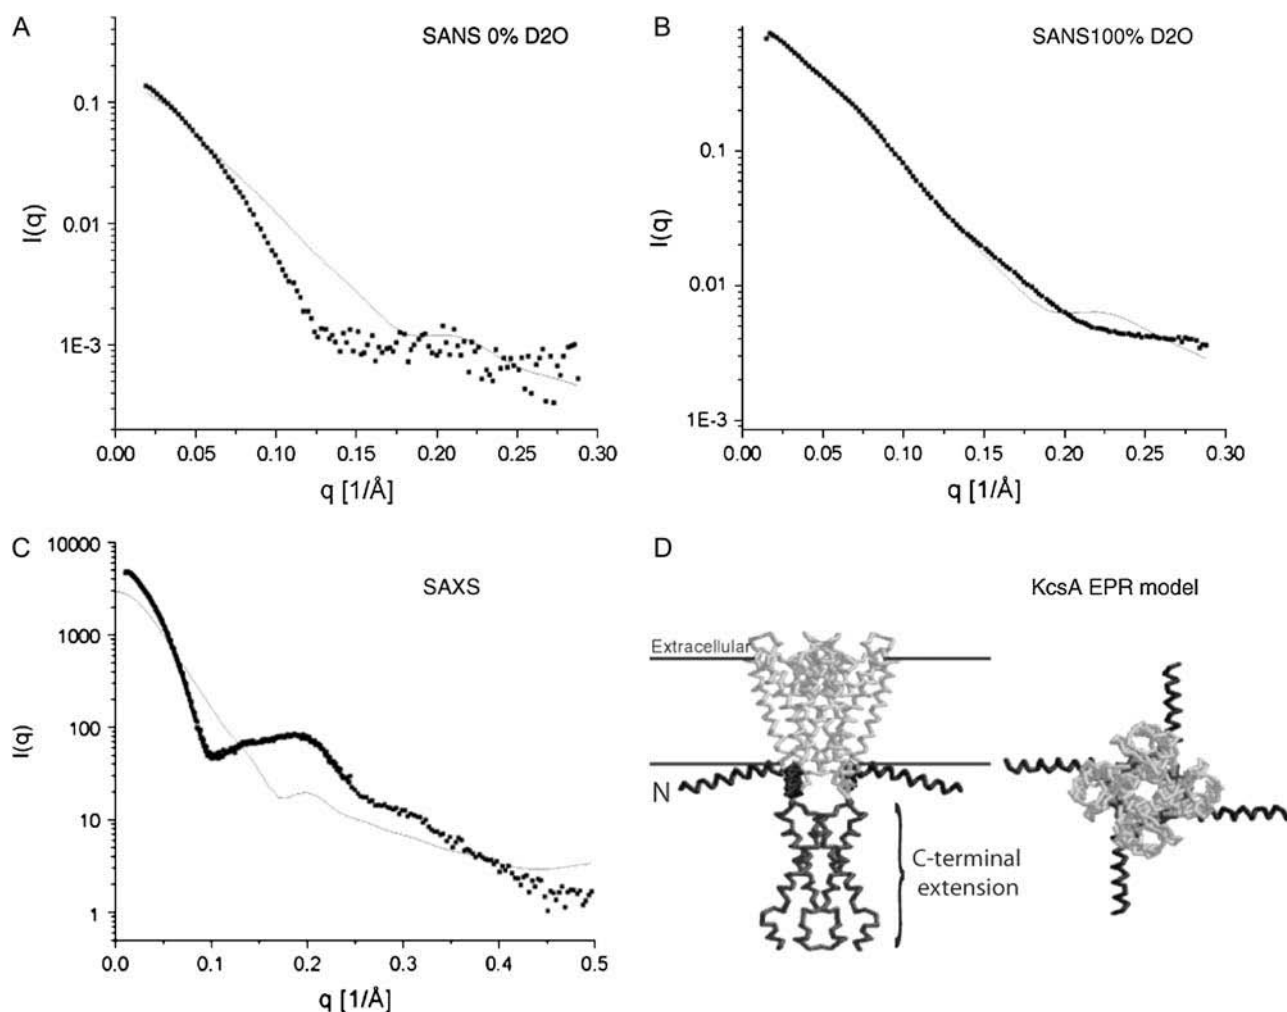 A
SANS 0% D2O
I(q)
0.1
0.01
1E-3
0.00 0.05 0.10 0.15 0.20 0.25 0.30
q [1/Å]
B
SANS100% D2O
I(q)
0.1
0.01
1E-3
0.00 0.05 0.10 0.15 0.20 0.25 0.30
q [1/Å]
C
SAXS
I(q)
10000
1000
100
10
1
0.0 0.1 0.2 0.3 0.4 0.5
q [1/Å]
D
KcsA EPR model
Extracellular
N
C-terminal
extension